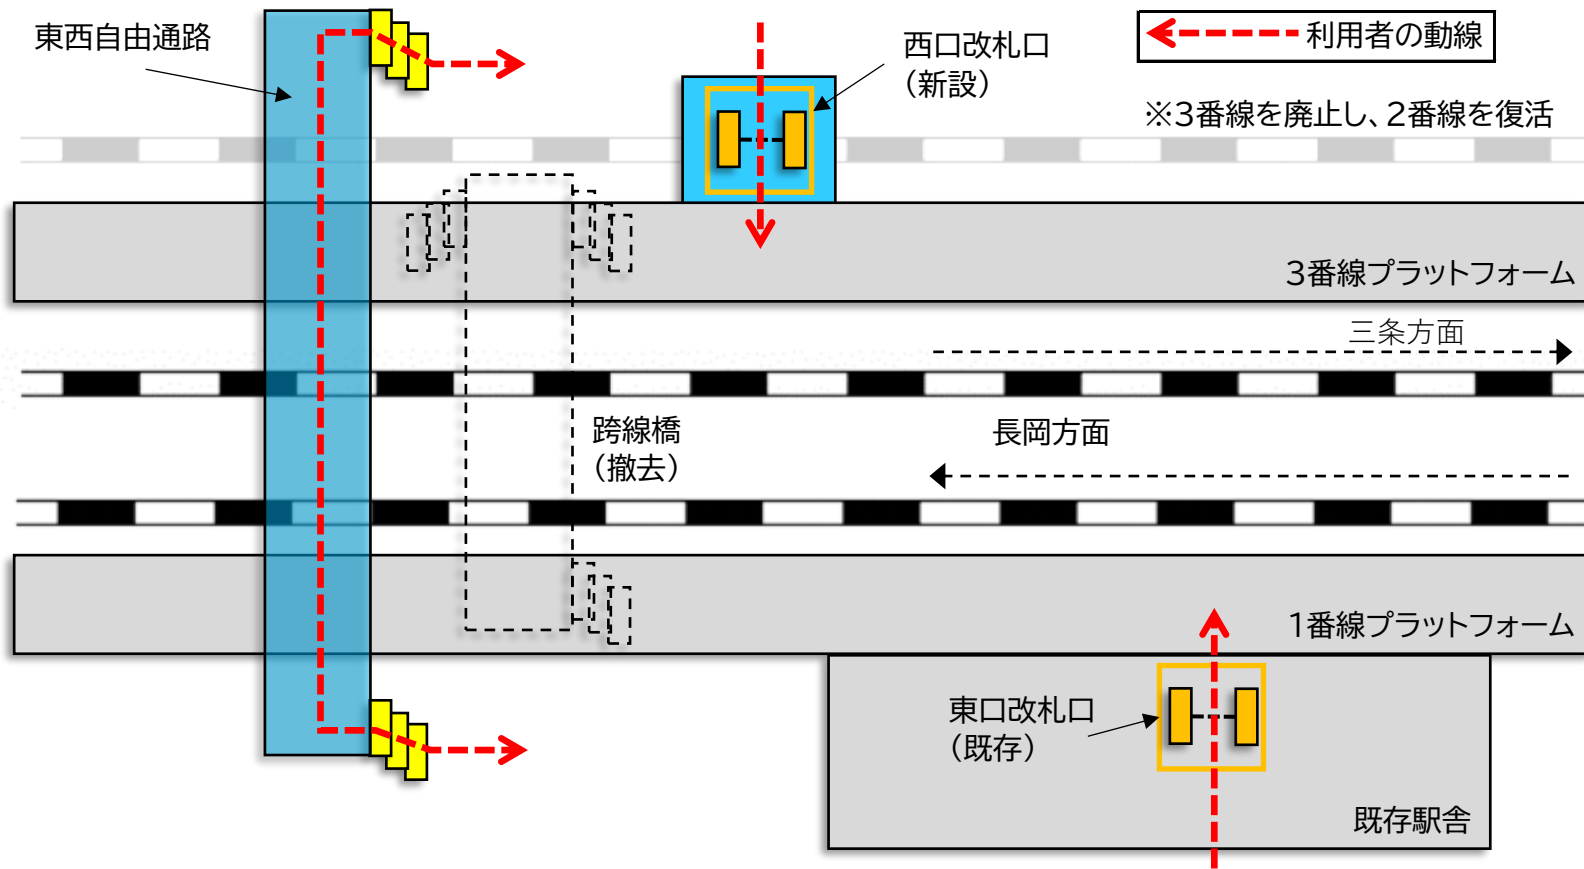 東西自由通路
西口改札口
（新設）
利用者の動線
※3番線を廃止し、2番線を復活
3番線プラットフォーム
三条方面
跨線橋
（撤去）
長岡方面
1番線プラットフォーム
東口改札口
（既存）
既存駅舎